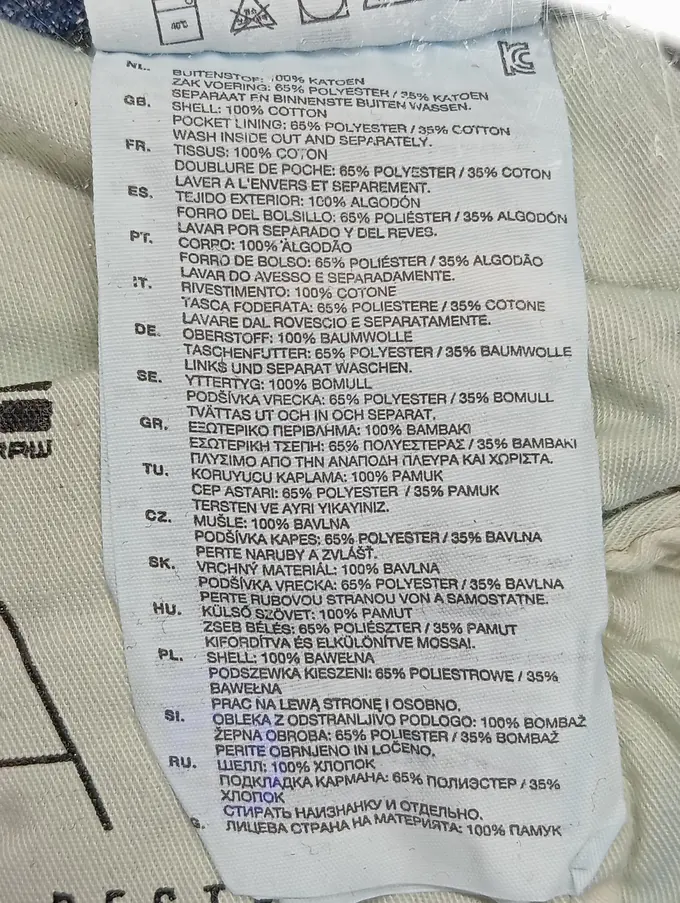 40°C
NL.
BUITENSTOF: 100% KATOEN
ZAK VOERING: 65% POLYESTER / 35% KATOEN
SEPARAAT EN BINNENSTE BUITEN WASSEN.
GB.
SHELL: 100% COTTON
POCKET LINING: 65% POLYESTER / 35% COTTON
WASH INSIDE OUT AND SEPARATELY.
FR.
TISSUS: 100% COTON
DOUBLURE DE POCHE: 65% POLYESTER / 35% COTON
LAVER A L'ENVERS ET SEPAREMENT.
ES.
TEJIDO EXTERIOR: 100% ALGODÓN
FORRO DEL BOLSILLO: 65% POLIÉSTER / 35% ALGODÓN
LAVAR POR SEPARADO Y DEL REVES.
PT.
CORPO: 100% ALGODÃO
FORRO DE BOLSO: 65% POLIÉSTER / 35% ALGODÃO
LAVAR DO AVESSO E SEPARADAMENTE.
IT.
RIVESTIMENTO: 100% COTONE
TASCA FODERATA: 65% POLIESTERE / 35% COTONE
LAVARE DAL ROVESCIO E SEPARATAMENTE.
DE.
OBERSTOFF: 100% BAUMWOLLE
TASCHENFUTTER: 65% POLYESTER / 35% BAUMWOLLE
LINKS UND SEPARAT WASCHEN.
SE.
YTTERTYG: 100% BOMULL
PODŠÍVKA VRECKA: 65% POLYESTER / 35% BOMULL
TVÄTTAS UT OCH IN OCH SEPARAT.
GR.
ΕΞΩΤΕΡΙΚΟ ΠΕΡΙΒΛΗΜΑ: 100% ΒΑΜΒΑΚΙ
ΕΣΩΤΕΡΙΚΗ ΤΣΕΠΗ: 65% ΠΟΛΥΕΣΤΕΡΑΣ / 35% ΒΑΜΒΑΚΙ
ΠΛΥΣΙΜΟ ΑΠΟ ΤΗΝ ΑΝΑΠΟΔΗ ΠΛΕΥΡΑ ΚΑΙ ΧΩΡΙΣΤΑ.
TU.
KORUYUCU KAPLAMA: 100% PAMUK
CEP ASTARI: 65% POLYESTER / 35% PAMUK
TERSTEN VE AYRI YIKAYINIZ.
CZ.
MUŠLE: 100% BAVLNA
PODŠÍVKA KAPES: 65% POLYESTER / 35% BAVLNA
PERTE NARUBY A ZVLÁŠŤ.
SK.
VRCHNÝ MATERIÁL: 100% BAVLNA
PODŠÍVKA VRECKA: 65% POLYESTER / 35% BAVLNA
PERTE RUBOVOU STRANOU VON A SAMOSTATNE.
HU.
KÜLSŐ SZÖVET: 100% PAMUT
ZSEB BÉLÉS: 65% POLIÉSZTER / 35% PAMUT
KIFORDÍTVA ÉS ELKÜLÖNÍTVE MOSSAI.
PL.
SHELL: 100% BAWEŁNA
PODSZEWKA KIESZENI: 65% POLIESTROWE / 35%
BAWEŁNA
PRAC NA LEWĄ STRONĘ I OSOBNO.
SI.
OBLEKA Z ODSTRANLJIVO PODLOGO: 100% BOMBAŽ
ŽEPNA OBROBA: 65% POLIESTER / 35% BOMBAŽ
PERITE OBRNJENO IN LOČENO.
RU.
ШЕЛЛ: 100% ХЛОПОК
ПОДКЛАДКА КАРМАНА: 65% ПОЛИЭСТЕР / 35%
ХЛОПОК
СТИРАТЬ НАИЗНАНКУ И ОТДЕЛЬНО.
ЛИЦЕВА СТРАНА НА МАТЕРИЯТА: 100% ПАМУК
RAW